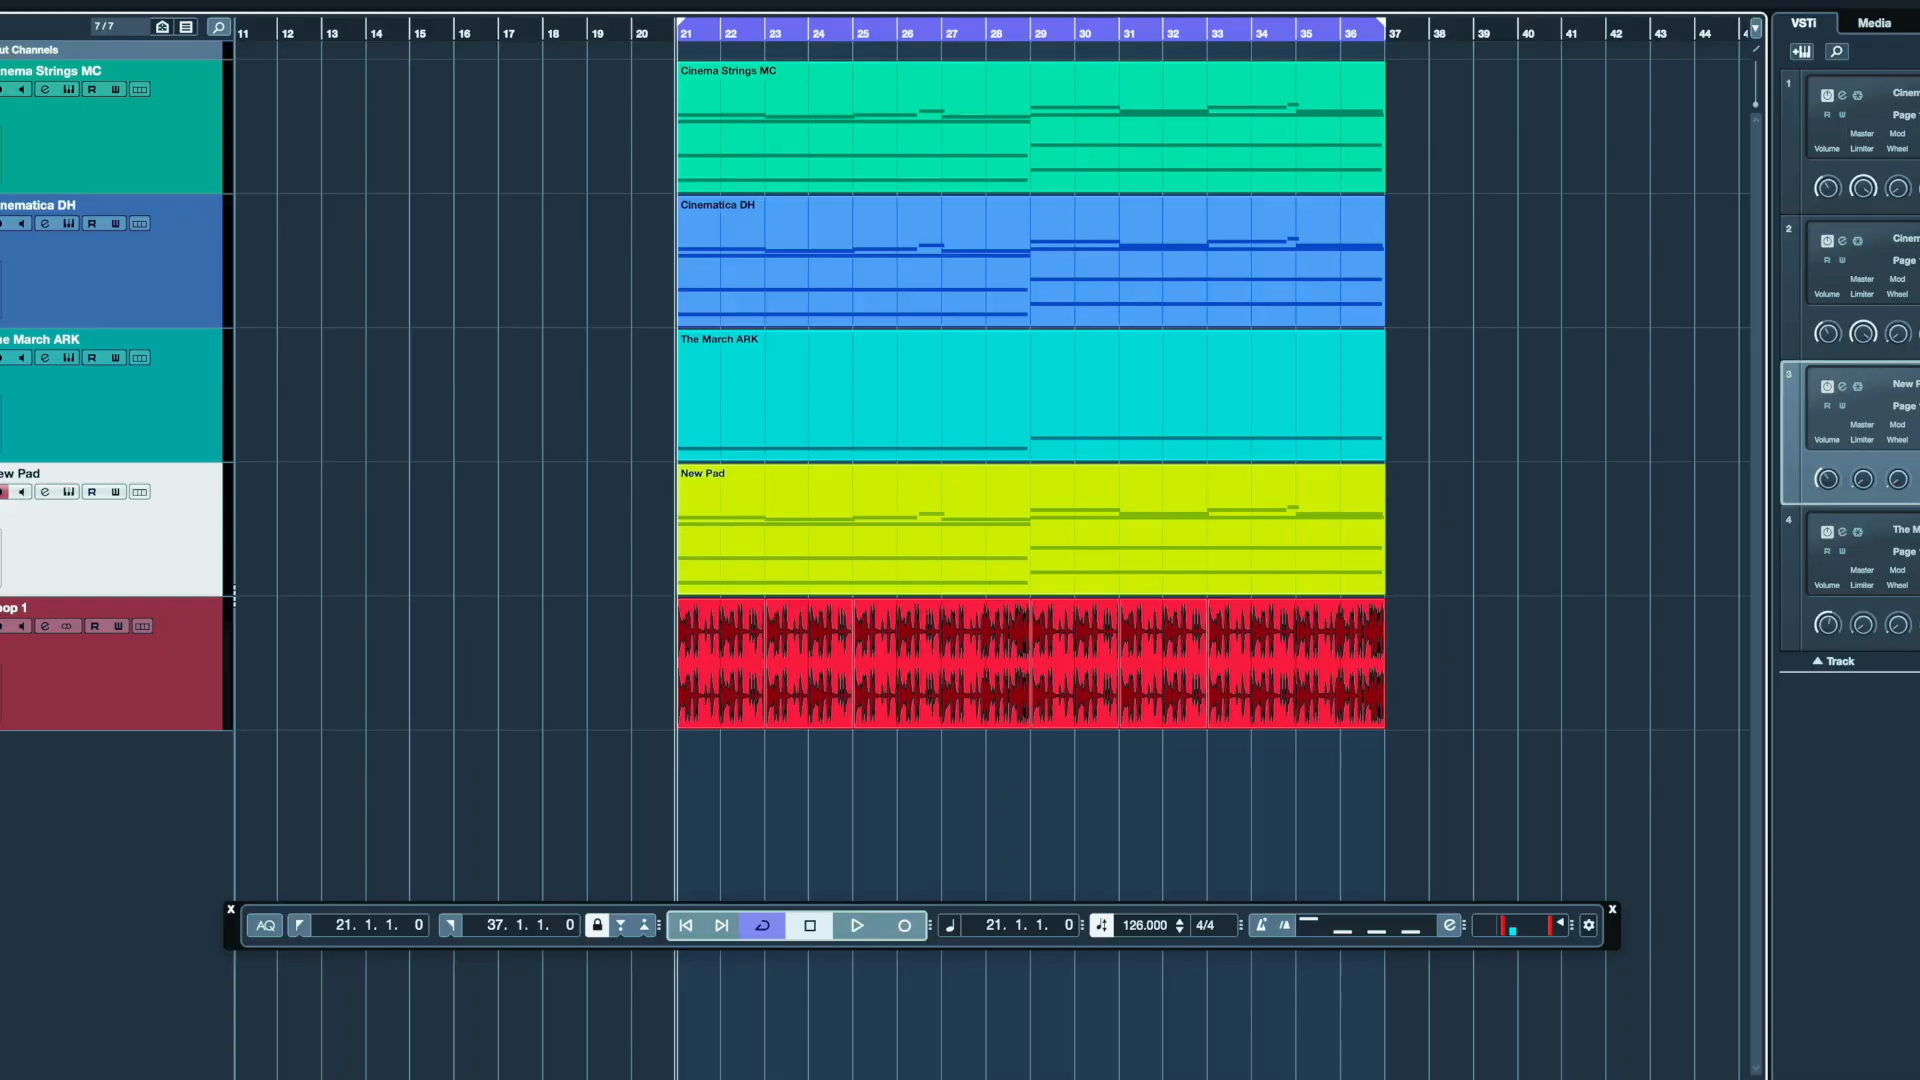 7/7
11 12 13 14 15 16 17 18 19 20 21 22 23 24 25 26 27 28 29 30 31 32 33 34 35 36 37 38 39 40 41 42 43 44 4
VSTi Media
ut Channels
nema Strings MC
R W
Cinema Strings MC
nematica DH
R W
Cinematica DH
he March ARK
R W
The March ARK
ew Pad
R W
New Pad
oop 1
R W
1
Cinem
R W Page
Master Mod
Volume Limiter Wheel
2
Cinem
R W Page
Master Mod
Volume Limiter Wheel
3
New P
R W Page
Master Mod
Volume Limiter Wheel
4
The M
R W Page
Master Mod
Volume Limiter Wheel
Track
X X
AQ 21. 1. 1. 0 37. 1. 1. 0 21. 1. 1. 0 126.000 4/4